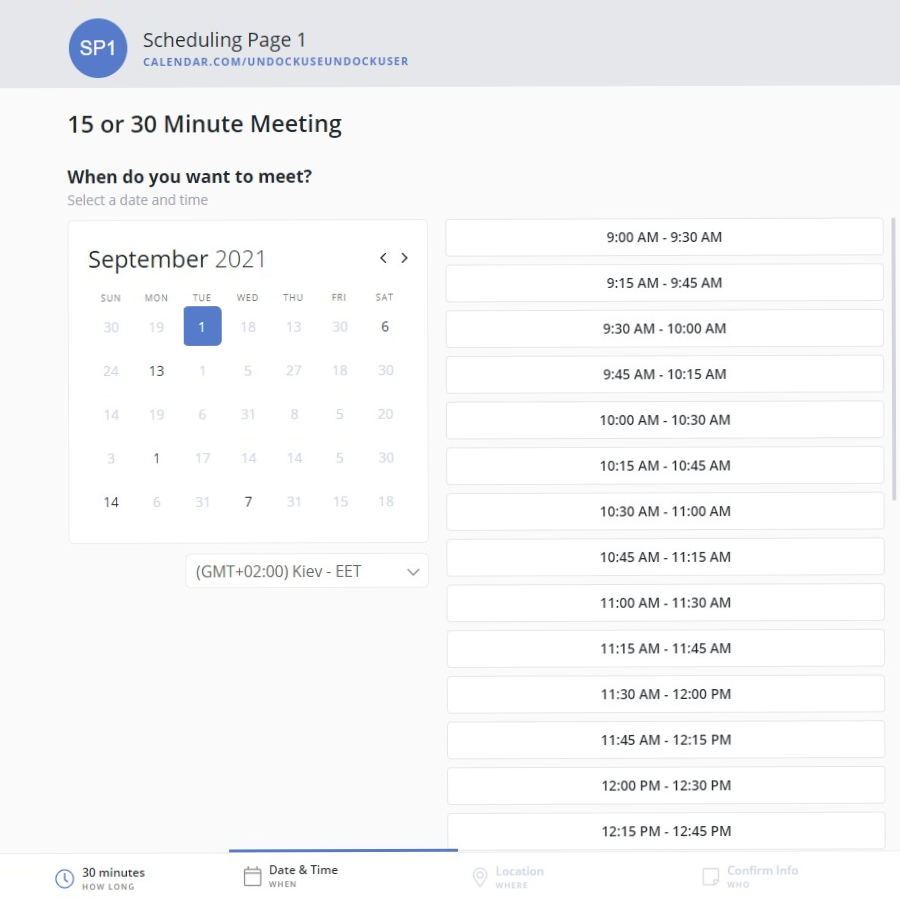 SP1
Scheduling Page 1
CALENDAR.COM/UNDOCKUSEUNDOCKUSER
15 or 30 Minute Meeting
When do you want to meet?
Select a date and time
September 2021
SUN MON TUE WED THU FRI SAT
30 19 1 18 13 30 6
24 13 1 5 27 18 30
14 19 6 31 8 5 20
3 1 17 14 14 5 30
14 6 31 7 31 15 18
(GMT+02:00) Kiev - EET
9:00 AM - 9:30 AM
9:15 AM - 9:45 AM
9:30 AM - 10:00 AM
9:45 AM - 10:15 AM
10:00 AM - 10:30 AM
10:15 AM - 10:45 AM
10:30 AM - 11:00 AM
10:45 AM - 11:15 AM
11:00 AM - 11:30 AM
11:15 AM - 11:45 AM
11:30 AM - 12:00 PM
11:45 AM - 12:15 PM
12:00 PM - 12:30 PM
12:15 PM - 12:45 PM
30 minutes
HOW LONG
Date & Time
WHEN
Location
WHERE
Confirm Info
WHO